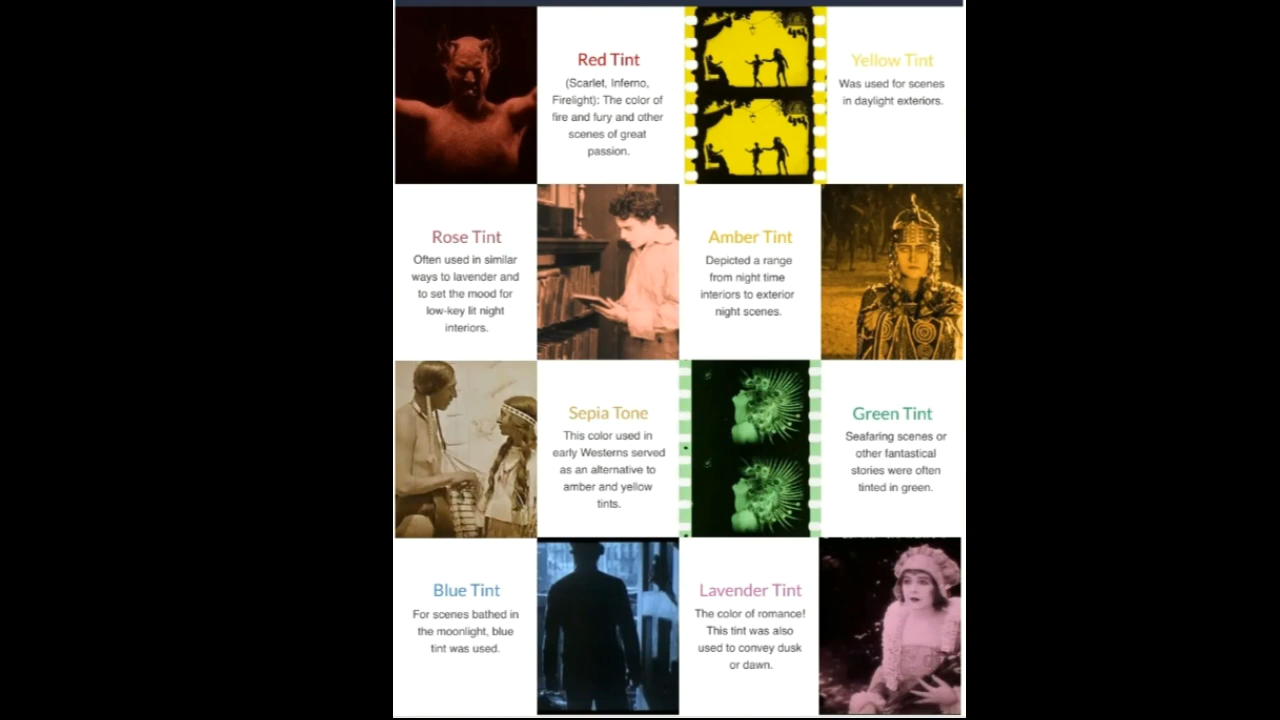 Red Tint
(Scarlet, Inferno,
Firelight): The color of
fire and fury and other
scenes of great
passion.
Yellow Tint
Was used for scenes
in daylight exteriors.
Rose Tint
Often used in similar
ways to lavender and
to set the mood for
low-key lit night
interiors.
Amber Tint
Depicted a range
from night time
interiors to exterior
night scenes.
Sepia Tone
This color used in
early Westerns served
as an alternative to
amber and yellow
tints.
Green Tint
Seafaring scenes or
other fantastical
stories were often
tinted in green.
Blue Tint
For scenes bathed in
the moonlight, blue
tint was used.
Lavender Tint
The color of romance!
This tint was also
used to convey dusk
or dawn.